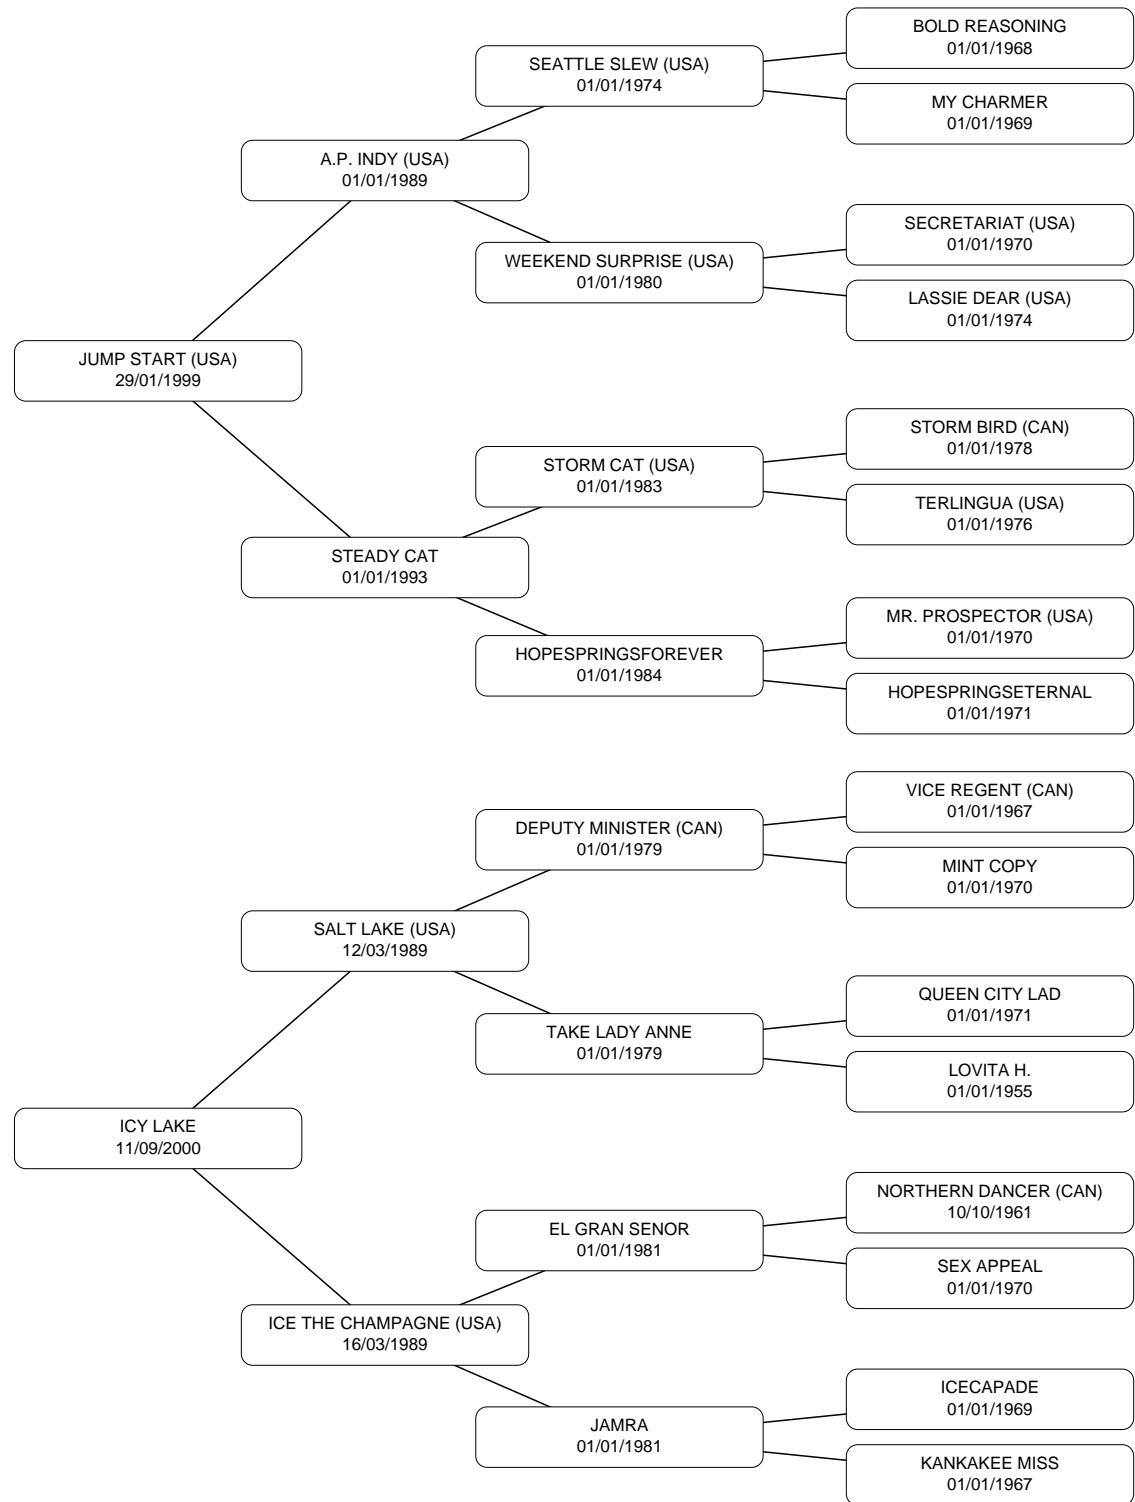 BOLD REASONING
01/01/1968
SEATTLE SLEW (USA)
01/01/1974
MY CHARMER
01/01/1969
A.P. INDY (USA)
01/01/1989
SECRETARIAT (USA)
01/01/1970
WEEKEND SURPRISE (USA)
01/01/1980
LASSIE DEAR (USA)
01/01/1974
JUMP START (USA)
29/01/1999
STORM BIRD (CAN)
01/01/1978
STORM CAT (USA)
01/01/1983
TERLINGUA (USA)
01/01/1976
STEADY CAT
01/01/1993
MR. PROSPECTOR (USA)
01/01/1970
HOPESPRINGSFOREVER
01/01/1984
HOPESPRINGSETERNAL
01/01/1971
VICE REGENT (CAN)
01/01/1967
DEPUTY MINISTER (CAN)
01/01/1979
MINT COPY
01/01/1970
SALT LAKE (USA)
12/03/1989
QUEEN CITY LAD
01/01/1971
TAKE LADY ANNE
01/01/1979
LOVITA H.
01/01/1955
ICY LAKE
11/09/2000
NORTHERN DANCER (CAN)
10/10/1961
EL GRAN SENOR
01/01/1981
SEX APPEAL
01/01/1970
ICE THE CHAMPAGNE (USA)
16/03/1989
ICECAPADE
01/01/1969
JAMRA
01/01/1981
KANKAKEE MISS
01/01/1967